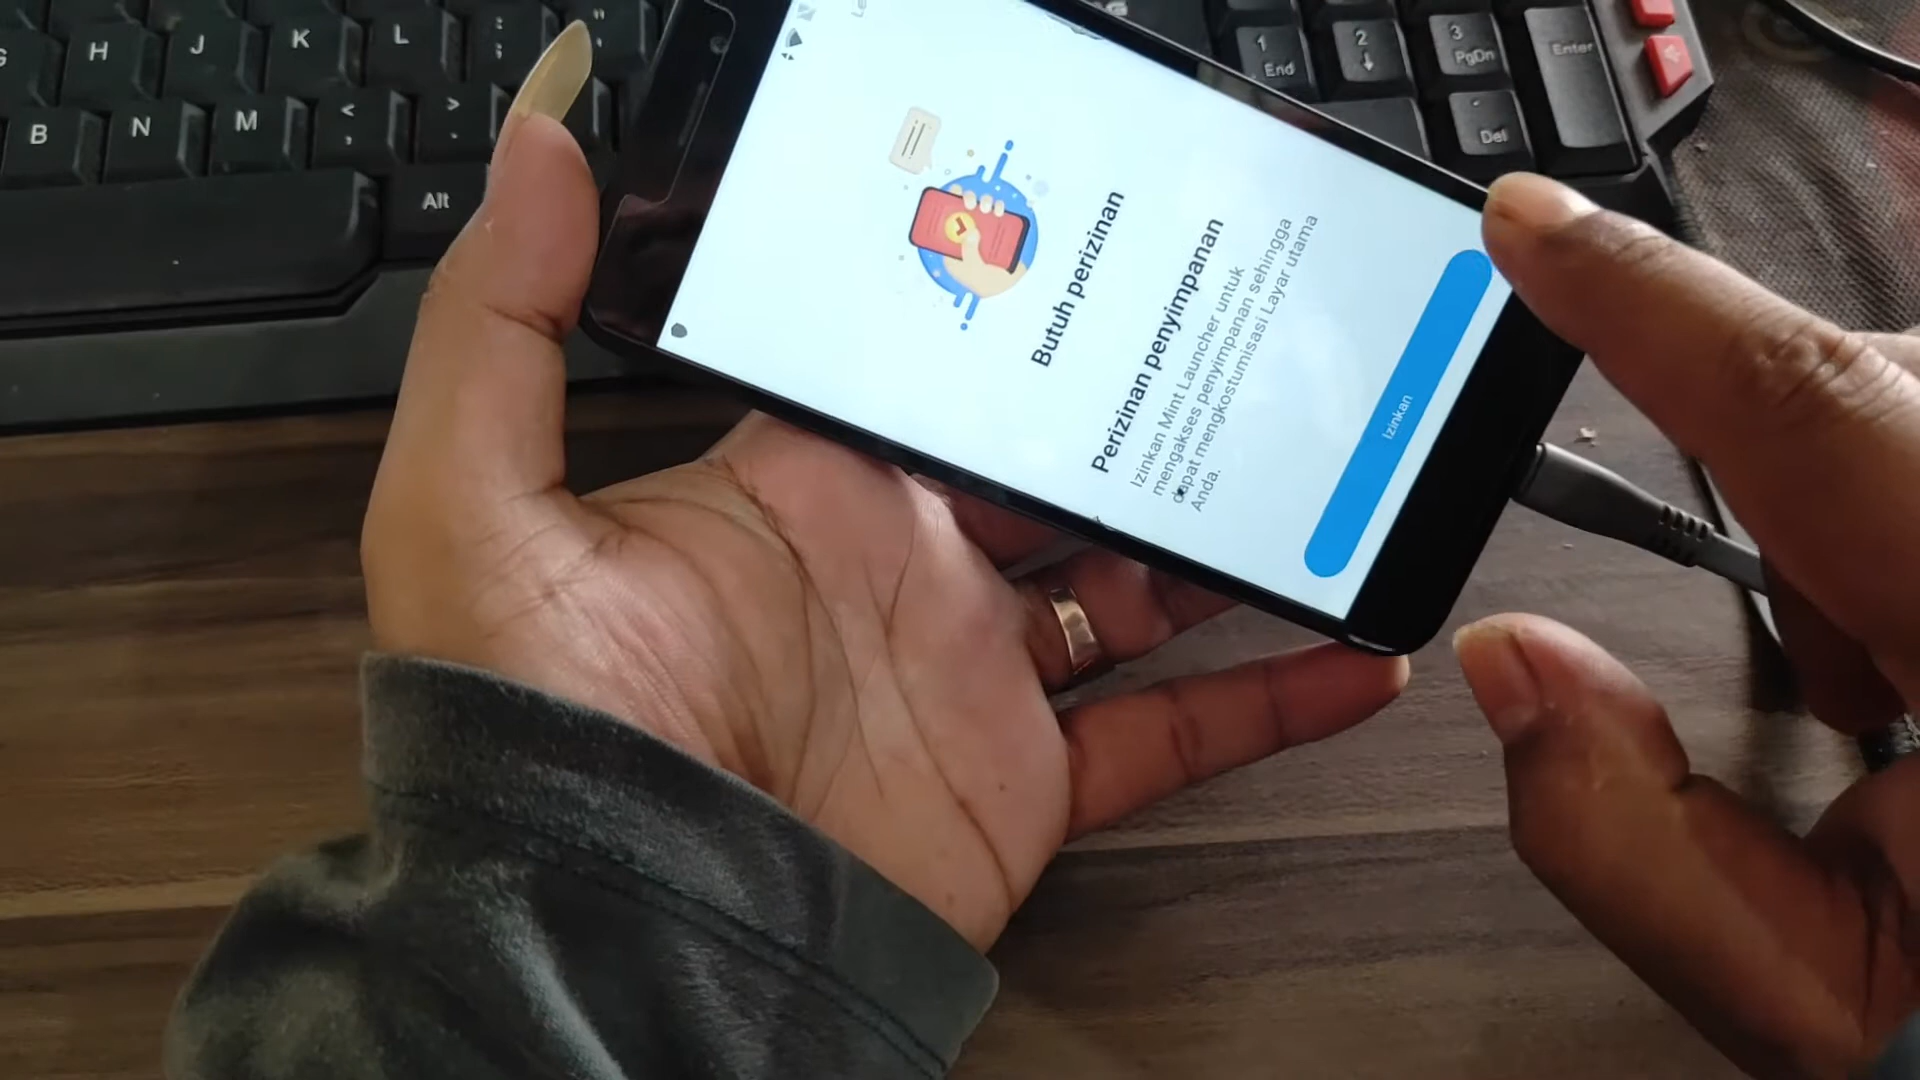 H J K L : ; "
B N M < , > .
Alt
1 End 2 3 PgDn Enter
. Del
Butuh perizinan
Perizinan penyimpanan
Izinkan Mint Launcher untuk
mengakses penyimpanan sehingga
dapat mengkostumisasi Layar utama
Anda.
Izinkan